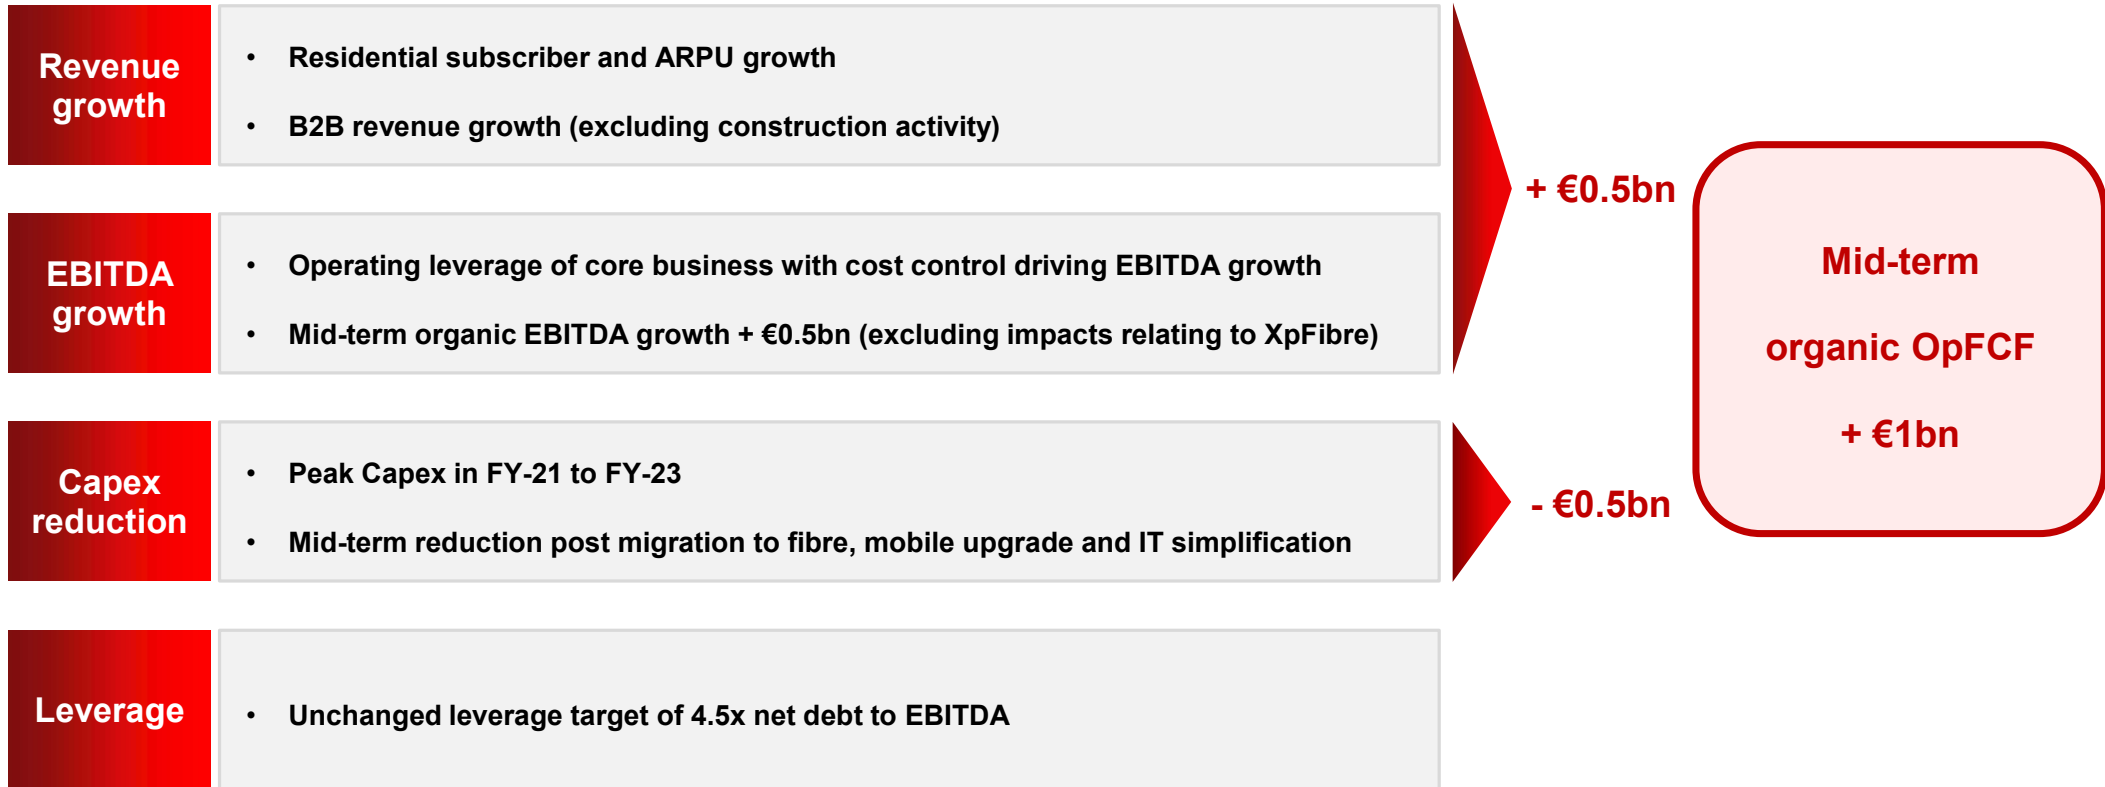 Revenue
growth
• Residential subscriber and ARPU growth
• B2B revenue growth (excluding construction activity)
EBITDA
growth
• Operating leverage of core business with cost control driving EBITDA growth
• Mid-term organic EBITDA growth + €0.5bn (excluding impacts relating to XpFibre)
+ €0.5bn
Capex
reduction
• Peak Capex in FY-21 to FY-23
• Mid-term reduction post migration to fibre, mobile upgrade and IT simplification
- €0.5bn
Mid-term
organic OpFCF
+ €1bn
Leverage
• Unchanged leverage target of 4.5x net debt to EBITDA